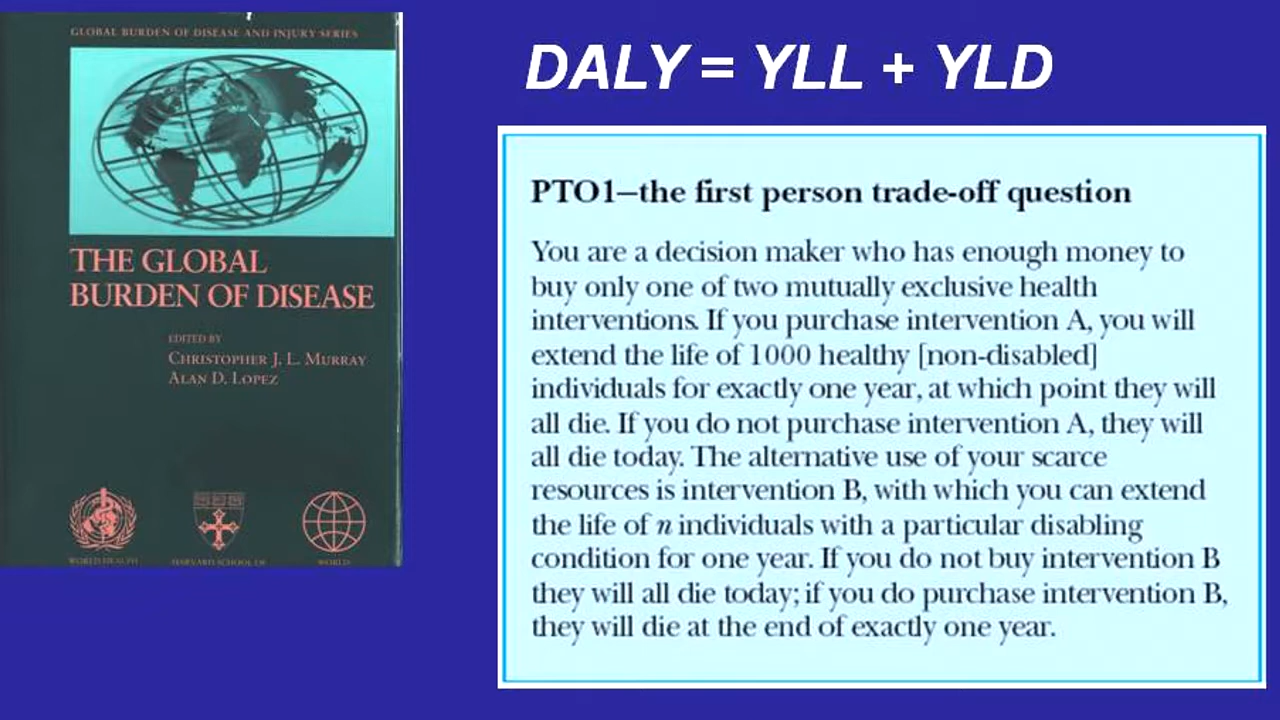 GLOBAL BURDEN OF DISEASE AND INJURY SERIES
THE GLOBAL
BURDEN OF DISEASE
EDITED BY
CHRISTOPHER J. L. MURRAY
ALAN D. LOPEZ
WORLD HEALTH
HARVARD SCHOOL OF
WORLD
DALY = YLL + YLD
PTO1—the first person trade-off question
You are a decision maker who has enough money to
buy only one of two mutually exclusive health
interventions. If you purchase intervention A, you will
extend the life of 1000 healthy [non-disabled]
individuals for exactly one year, at which point they will
all die. If you do not purchase intervention A, they will
all die today. The alternative use of your scarce
resources is intervention B, with which you can extend
the life of n individuals with a particular disabling
condition for one year. If you do not buy intervention B
they will all die today; if you do purchase intervention B,
they will die at the end of exactly one year.